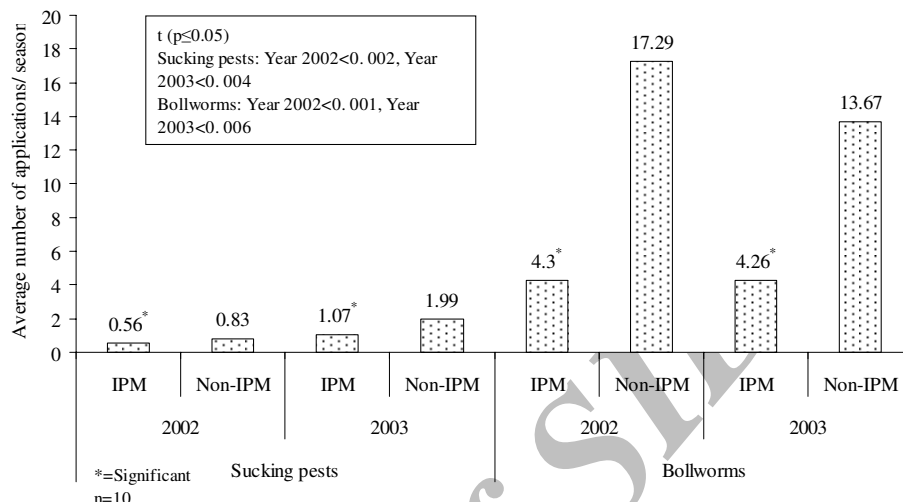 20
18
16
14
12
10
8
6
4
2
0
Average number of applications/ season
t (p≤0.05)
Sucking pests: Year 2002<0. 002, Year
2003<0. 004
Bollworms: Year 2002<0. 001, Year
2003<0. 006
0.56* 0.83 1.07* 1.99 4.3* 17.29 4.26* 13.67
IPM Non-IPM IPM Non-IPM IPM Non-IPM IPM Non-IPM
2002 2003 2002 2003
Sucking pests Bollworms
*=Significant
n=10